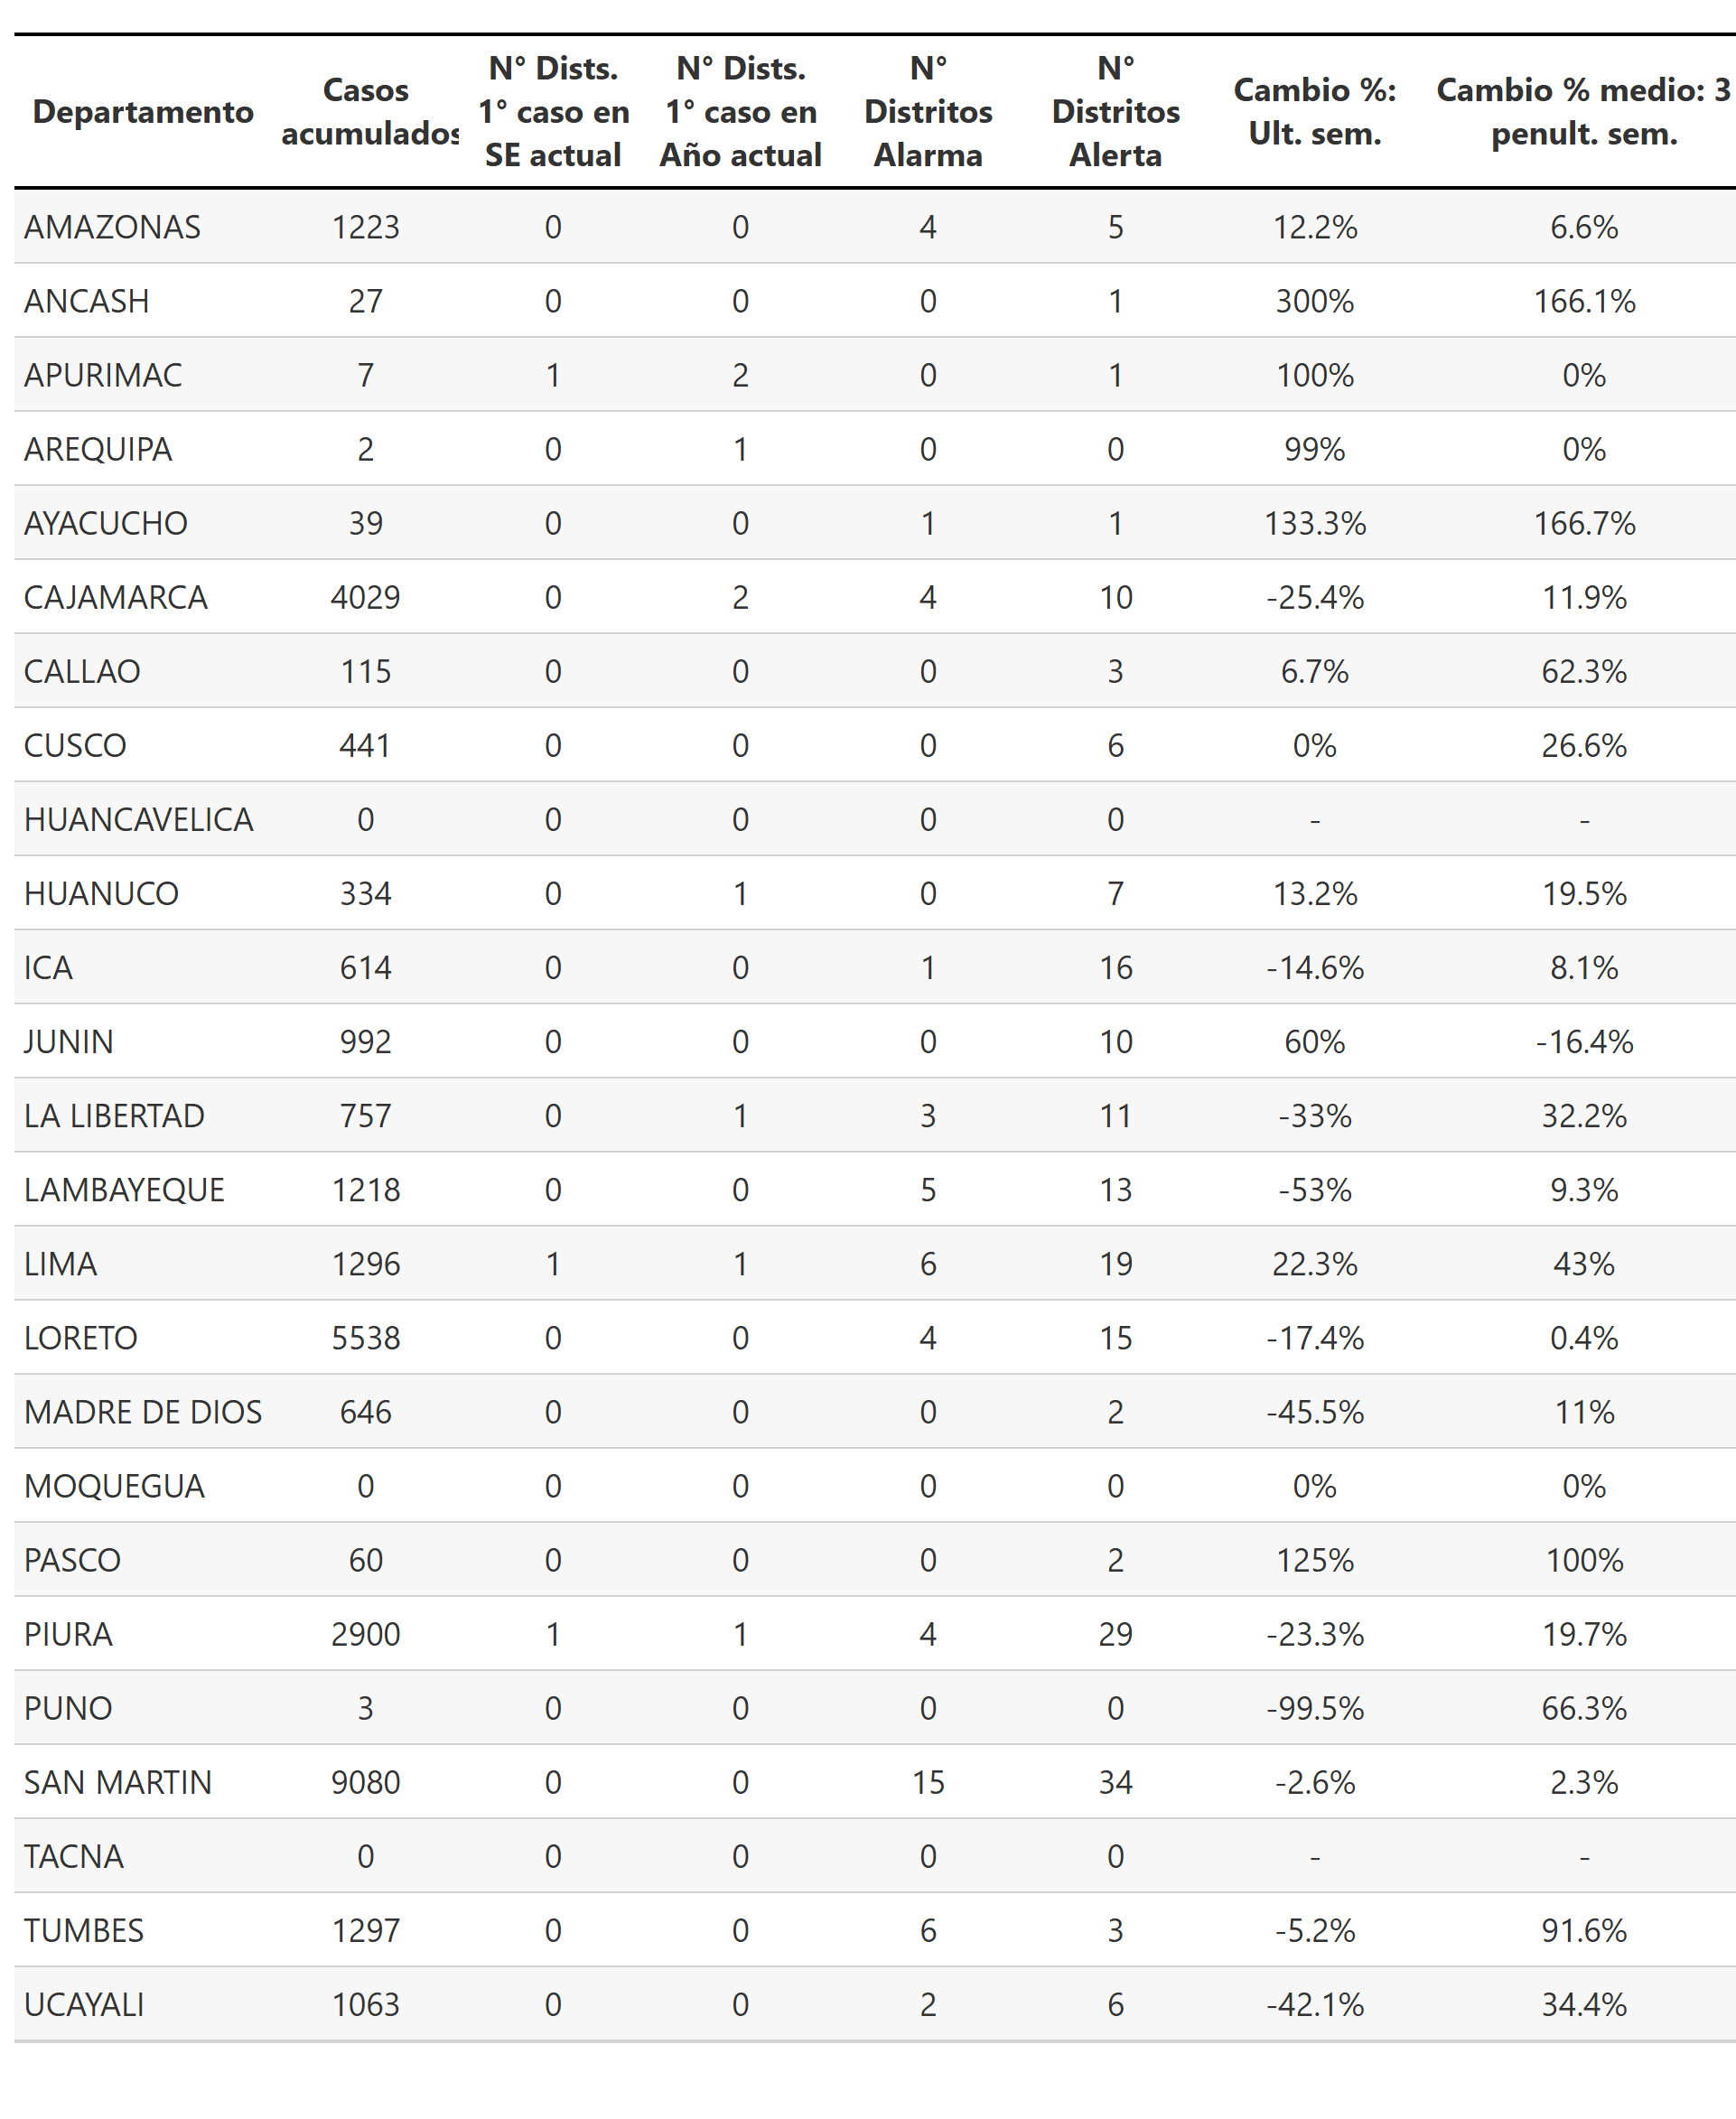 Departamento Casos acumulados N° Dists. 1° caso en SE actual N° Dists. 1° caso en Año actual N° Distritos Alarma N° Distritos Alerta Cambio %: Ult. sem. Cambio % medio: 3 penult. sem.
AMAZONAS 1223 0 0 4 5 12.2% 6.6%
ANCASH 27 0 0 0 1 300% 166.1%
APURIMAC 7 1 2 0 1 100% 0%
AREQUIPA 2 0 1 0 0 99% 0%
AYACUCHO 39 0 0 1 1 133.3% 166.7%
CAJAMARCA 4029 0 2 4 10 -25.4% 11.9%
CALLAO 115 0 0 0 3 6.7% 62.3%
CUSCO 441 0 0 0 6 0% 26.6%
HUANCAVELICA 0 0 0 0 0 - -
HUANUCO 334 0 1 0 7 13.2% 19.5%
ICA 614 0 0 1 16 -14.6% 8.1%
JUNIN 992 0 0 0 10 60% -16.4%
LA LIBERTAD 757 0 1 3 11 -33% 32.2%
LAMBAYEQUE 1218 0 0 5 13 -53% 9.3%
LIMA 1296 1 1 6 19 22.3% 43%
LORETO 5538 0 0 4 15 -17.4% 0.4%
MADRE DE DIOS 646 0 0 0 2 -45.5% 11%
MOQUEGUA 0 0 0 0 0 0% 0%
PASCO 60 0 0 0 2 125% 100%
PIURA 2900 1 1 4 29 -23.3% 19.7%
PUNO 3 0 0 0 0 -99.5% 66.3%
SAN MARTIN 9080 0 0 15 34 -2.6% 2.3%
TACNA 0 0 0 0 0 - -
TUMBES 1297 0 0 6 3 -5.2% 91.6%
UCAYALI 1063 0 0 2 6 -42.1% 34.4%